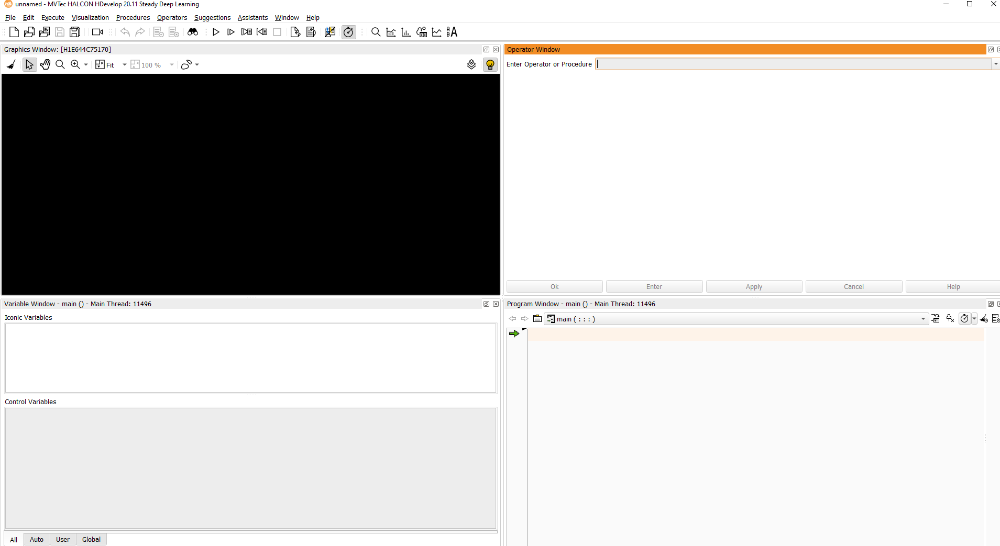 unnamed - MVTec HALCON HDevelop 20.11 Steady Deep Learning
File Edit Execute Visualization Procedures Operators Suggestions Assistants Window Help
Graphics Window: [H1E644C75170]
Fit 100 %
Operator Window
Enter Operator or Procedure
Ok Enter Apply Cancel Help
Variable Window - main () - Main Thread: 11496
Iconic Variables
Control Variables
All Auto User Global
Program Window - main () - Main Thread: 11496
main ( : : : )